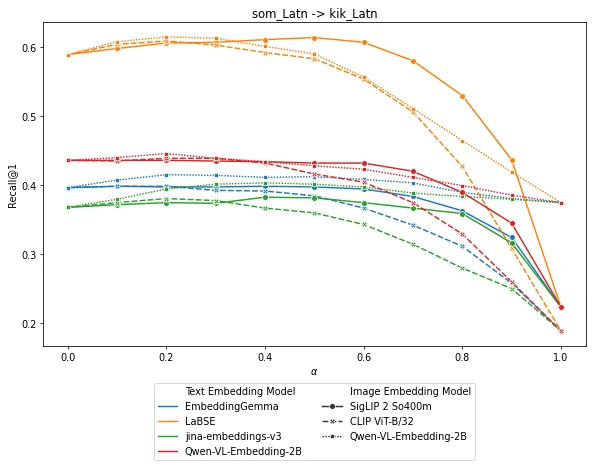 som_Latn -> kik_Latn
Recall@1
0.6
0.5
0.4
0.3
0.2
0.0 0.2 0.4 0.6 0.8 1.0
α
Text Embedding Model
EmbeddingGemma
LaBSE
jina-embeddings-v3
Qwen-VL-Embedding-2B
Image Embedding Model
SigLIP 2 So400m
CLIP ViT-B/32
Qwen-VL-Embedding-2B